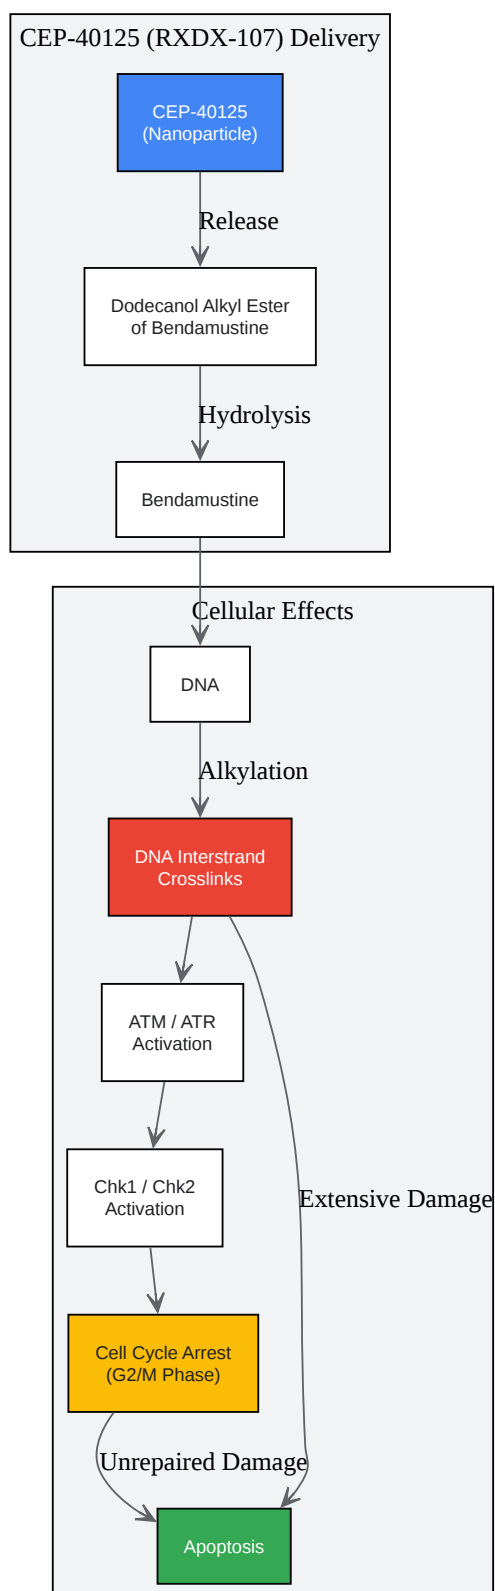 CEP-40125 (RXDX-107) Delivery
CEP-40125
(Nanoparticle)
Release
Dodecanol Alkyl Ester
of Bendamustine
Hydrolysis
Bendamustine
Cellular Effects
DNA
Alkylation
DNA Interstrand
Crosslinks
ATM / ATR
Activation
Chk1 / Chk2
Activation
Extensive Damage
Cell Cycle Arrest
(G2/M Phase)
Unrepaired Damage
Apoptosis